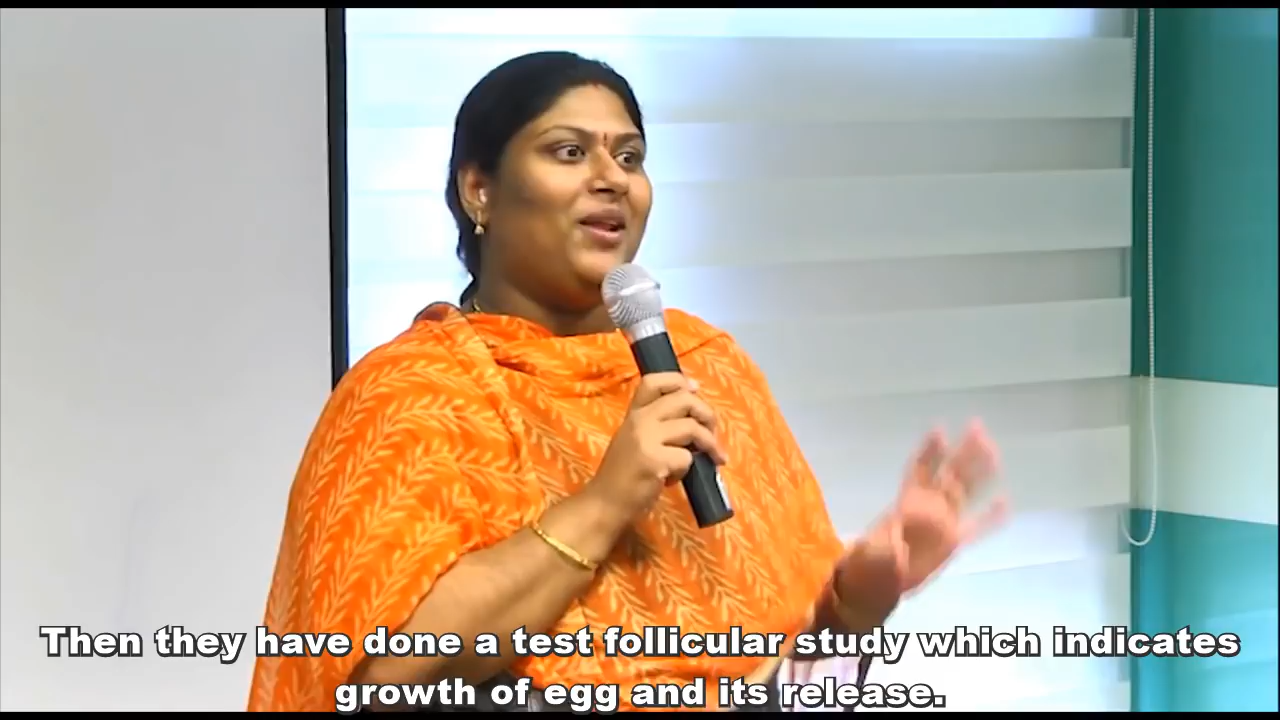 Then they have done a test follicular study which indicates
growth of egg and its release.